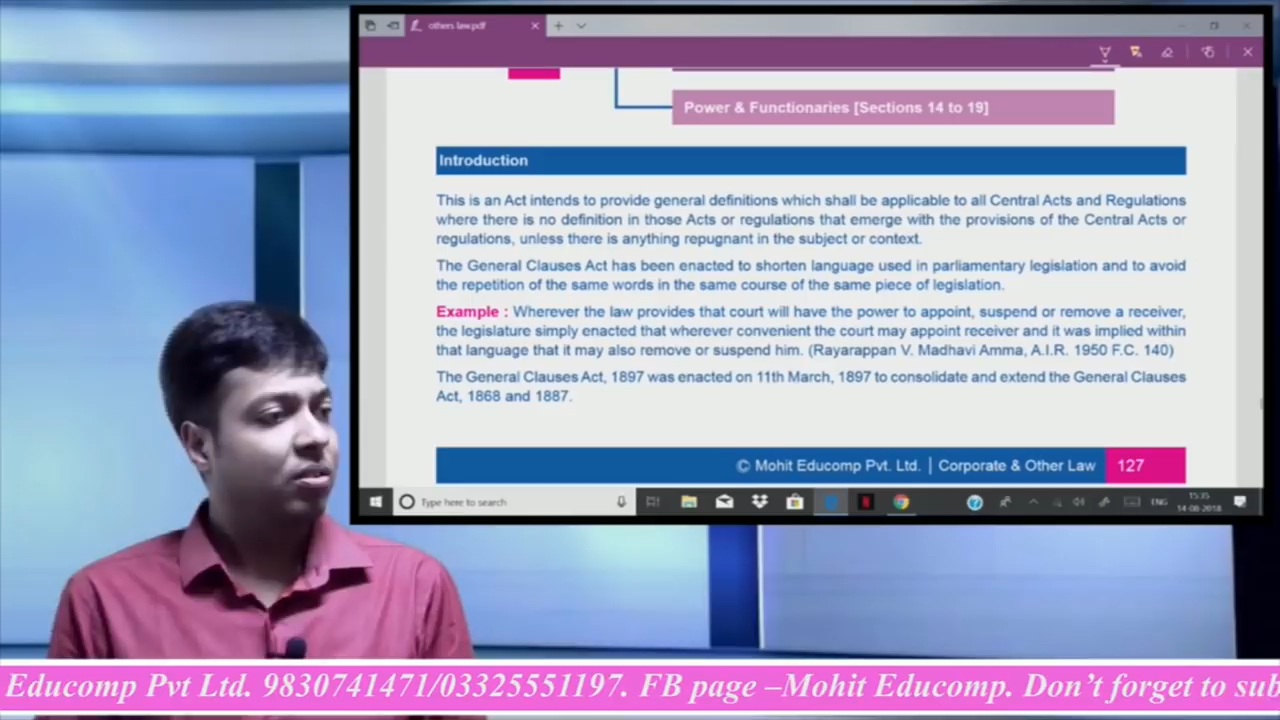 others law.pdf
Power & Functionaries [Sections 14 to 19]
Introduction
This is an Act intends to provide general definitions which shall be applicable to all Central Acts and Regulations
where there is no definition in those Acts or regulations that emerge with the provisions of the Central Acts or
regulations, unless there is anything repugnant in the subject or context.
The General Clauses Act has been enacted to shorten language used in parliamentary legislation and to avoid
the repetition of the same words in the same course of the same piece of legislation.
Example : Wherever the law provides that court will have the power to appoint, suspend or remove a receiver,
the legislature simply enacted that wherever convenient the court may appoint receiver and it was implied within
that language that it may also remove or suspend him. (Rayarappan V. Madhavi Amma, A.I.R. 1950 F.C. 140)
The General Clauses Act, 1897 was enacted on 11th March, 1897 to consolidate and extend the General Clauses
Act, 1868 and 1887.
© Mohit Educomp Pvt. Ltd. | Corporate & Other Law 127
Type here to search
ENG
15:35
14-08-2018
Educomp Pvt Ltd. 9830741471/03325551197. FB page –Mohit Educomp. Don't forget to sub